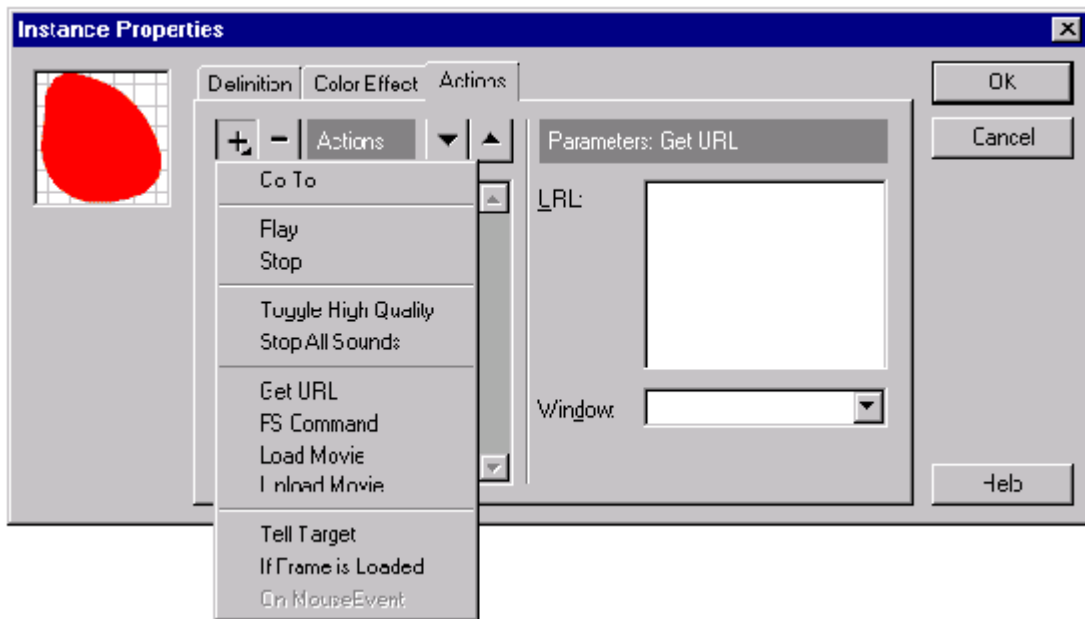 Instance Properties
Definition Color Effect Actions
OK
Cancel
Help
Actions
Parameters: Get URL
URL:
Window:
Go To
Play
Stop
Toggle High Quality
Stop All Sounds
Get URL
FS Command
Load Movie
Unload Movie
Tell Target
If Frame is Loaded
On MouseEvent